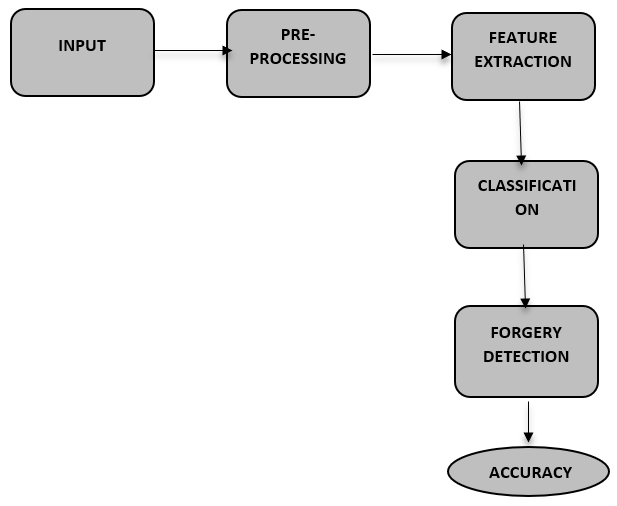 INPUT
PRE-
PROCESSING
FEATURE
EXTRACTION
CLASSIFICATI
ON
FORGERY
DETECTION
ACCURACY